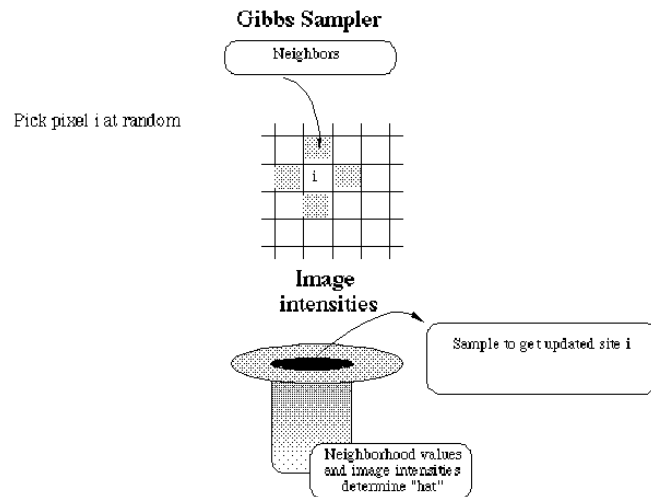 Gibbs Sampler
Neighbors
Pick pixel i at random
i
Image
intensities
Sample to get updated site i
Neighborhood values
and image intensities
determine "hat"